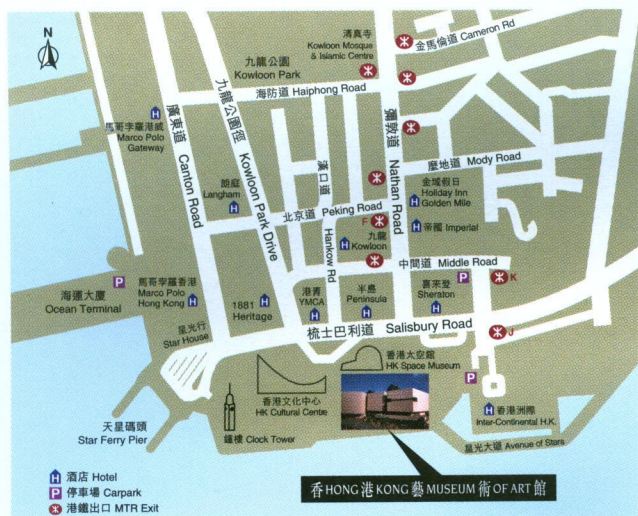 N
清真寺
Kowloon Mosque
& Islamic Centre
金馬倫道 Cameron Rd
九龍公園
Kowloon Park
海防道 Haiphong Road
馬哥孛羅港威
Marco Polo
Gateway
廣東道 Canton Road
九龍公園徑 Kowloon Park Drive
漢口道
Hankow Rd
彌敦道 Nathan Road
麼地道 Mody Road
朗庭
Langham
金域假日
Holiday Inn
Golden Mile
北京道 Peking Road
F
帝國 Imperial
九龍
Kowloon
中間道 Middle Road
K
海運大廈
Ocean Terminal
馬哥孛羅香港
Marco Polo
Hong Kong
1881
Heritage
港青
YMCA
半島
Peninsula
喜來登
Sheraton
星光行
Star House
梳士巴利道 Salisbury Road
J
香港太空館
HK Space Museum
香港文化中心
HK Cultural Centre
天星碼頭
Star Ferry Pier
鐘樓 Clock Tower
香港洲際
Inter-Continental H.K.
星光大道 Avenue of Stars
香HONG港KONG藝MUSEUM術OF ART館
H 酒店 Hotel
P 停車場 Carpark
港鐵出口 MTR Exit